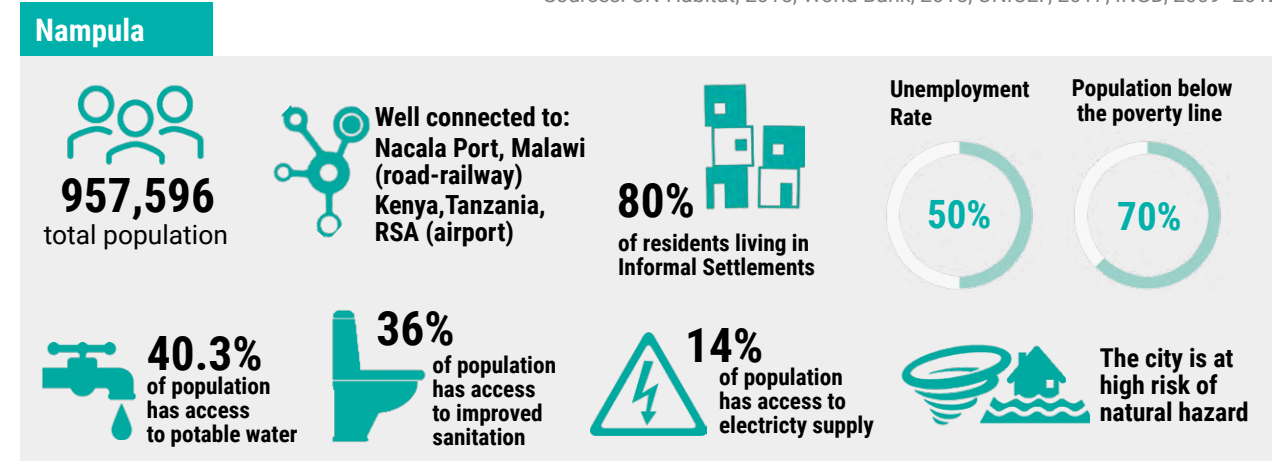 Nampula
957,596
total population
Well connected to:
Nacala Port, Malawi
(road-railway)
Kenya,Tanzania,
RSA (airport)
80%
of residents living in
Informal Settlements
Unemployment
Rate
50%
Population below
the poverty line
70%
40.3%
of population
has access
to potable water
36%
of population
has access
to improved
sanitation
14%
of population
has access to
electricty supply
The city is at
high risk of
natural hazard